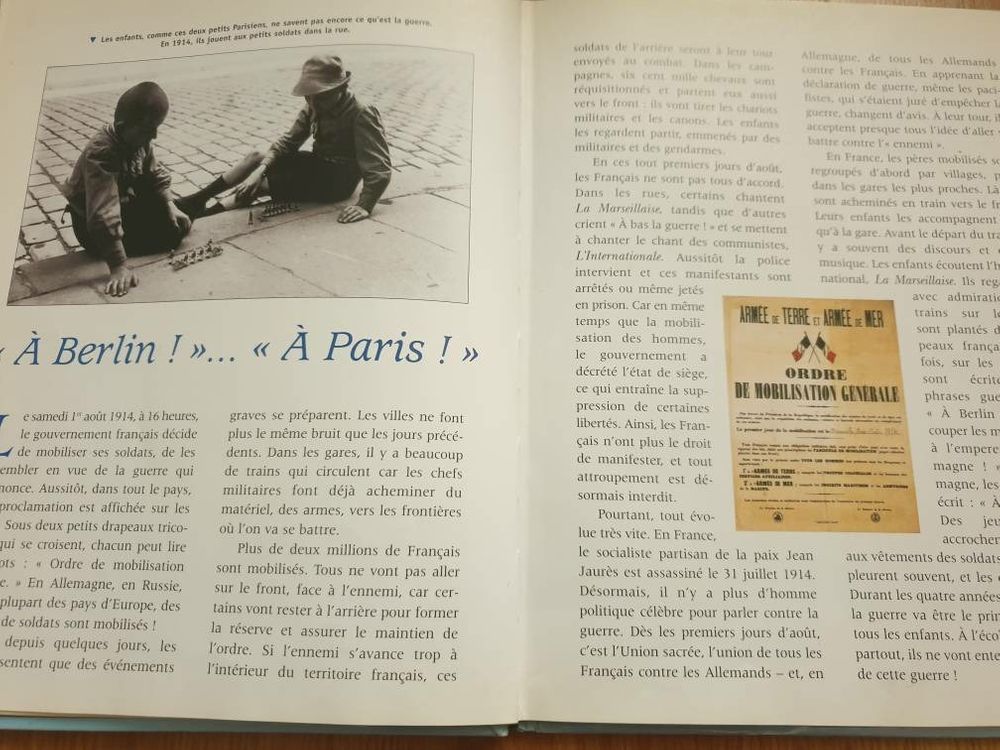 ▼ Les enfants, comme ces deux petits Parisiens, ne savent pas encore ce qu'est la guerre.
En 1914, ils jouent aux petits soldats dans la rue.
« À Berlin ! »... « À Paris ! »
Le samedi 1er août 1914, à 16 heures,
le gouvernement français décide
de mobiliser ses soldats, de les
embler en vue de la guerre qui
nonce. Aussitôt, dans tout le pays,
proclamation est affichée sur les
Sous deux petits drapeaux trico-
qui se croisent, chacun peut lire
ots : « Ordre de mobilisation
e. » En Allemagne, en Russie,
plupart des pays d'Europe, des
de soldats sont mobilisés !
depuis quelques jours, les
sentent que des événements
graves se préparent. Les villes ne font
plus le même bruit que les jours précé-
dents. Dans les gares, il y a beaucoup
de trains qui circulent car les chefs
militaires font déjà acheminer du
matériel, des armes, vers les frontières
où l'on va se battre.
Plus de deux millions de Français
sont mobilisés. Tous ne vont pas aller
sur le front, face à l'ennemi, car cer-
tains vont rester à l'arrière pour former
la réserve et assurer le maintien de
l'ordre. Si l'ennemi s'avance trop à
l'intérieur du territoire français, ces
soldats de l'arrière seront à leur tour
envoyés au combat. Dans les cam-
pagnes, six cent mille chevaux sont
réquisitionnés et partent eux aussi
vers le front : ils vont tirer les chariots
militaires et les canons. Les enfants
les regardent partir, emmenés par des
militaires et des gendarmes.
En ces tout premiers jours d'août,
les Français ne sont pas tous d'accord.
Dans les rues, certains chantent
La Marseillaise, tandis que d'autres
crient « À bas la guerre ! » et se mettent
à chanter le chant des communistes,
L'Internationale. Aussitôt la police
intervient et ces manifestants sont
arrêtés ou même jetés
en prison. Car en même
temps que la mobili-
sation des hommes,
le gouvernement a
décrété l'état de siège,
ce qui entraîne la sup-
pression de certaines
libertés. Ainsi, les Fran-
çais n'ont plus le droit
de manifester, et tout
attroupement est dé-
sormais interdit.
Pourtant, tout évo-
lue très vite. En France,
le socialiste partisan de la paix Jean
Jaurès est assassiné le 31 juillet 1914.
Désormais, il n'y a plus d'homme
politique célèbre pour parler contre la
guerre. Dès les premiers jours d'août,
c'est l'Union sacrée, l'union de tous les
Français contre les Allemands – et, en
Allemagne, de tous les Allemands
contre les Français. En apprenant la
déclaration de guerre, même les paci-
fistes, qui s'étaient juré d'empêcher l
guerre, changent d'avis. À leur tour, il
acceptent presque tous l'idée d'aller
battre contre l'« ennemi ».
En France, les pères mobilisés so
regroupés d'abord par villages, p
dans les gares les plus proches. Là
sont acheminés en train vers le fr
Leurs enfants les accompagnent
qu'à la gare. Avant le départ du tra
y a souvent des discours et
musique. Les enfants écoutent l'h
national, La Marseillaise. Ils rega
avec admiratio
trains sur le
sont plantés d
peaux frança
fois, sur les
sont écrite
phrases gue
« À Berlin
couper les m
à l'empere
magne ! »
magne, les
écrit : « À
Des jeu
accrochen
aux vêtements des soldats
pleurent souvent, et les
Durant les quatre années
la guerre va être le prin
tous les enfants. À l'éco
partout, ils ne vont ente
de cette guerre !
ARMÉE DE TERRE ET ARMÉE DE MER
ORDRE
DE MOBILISATION GÉNÉRALE